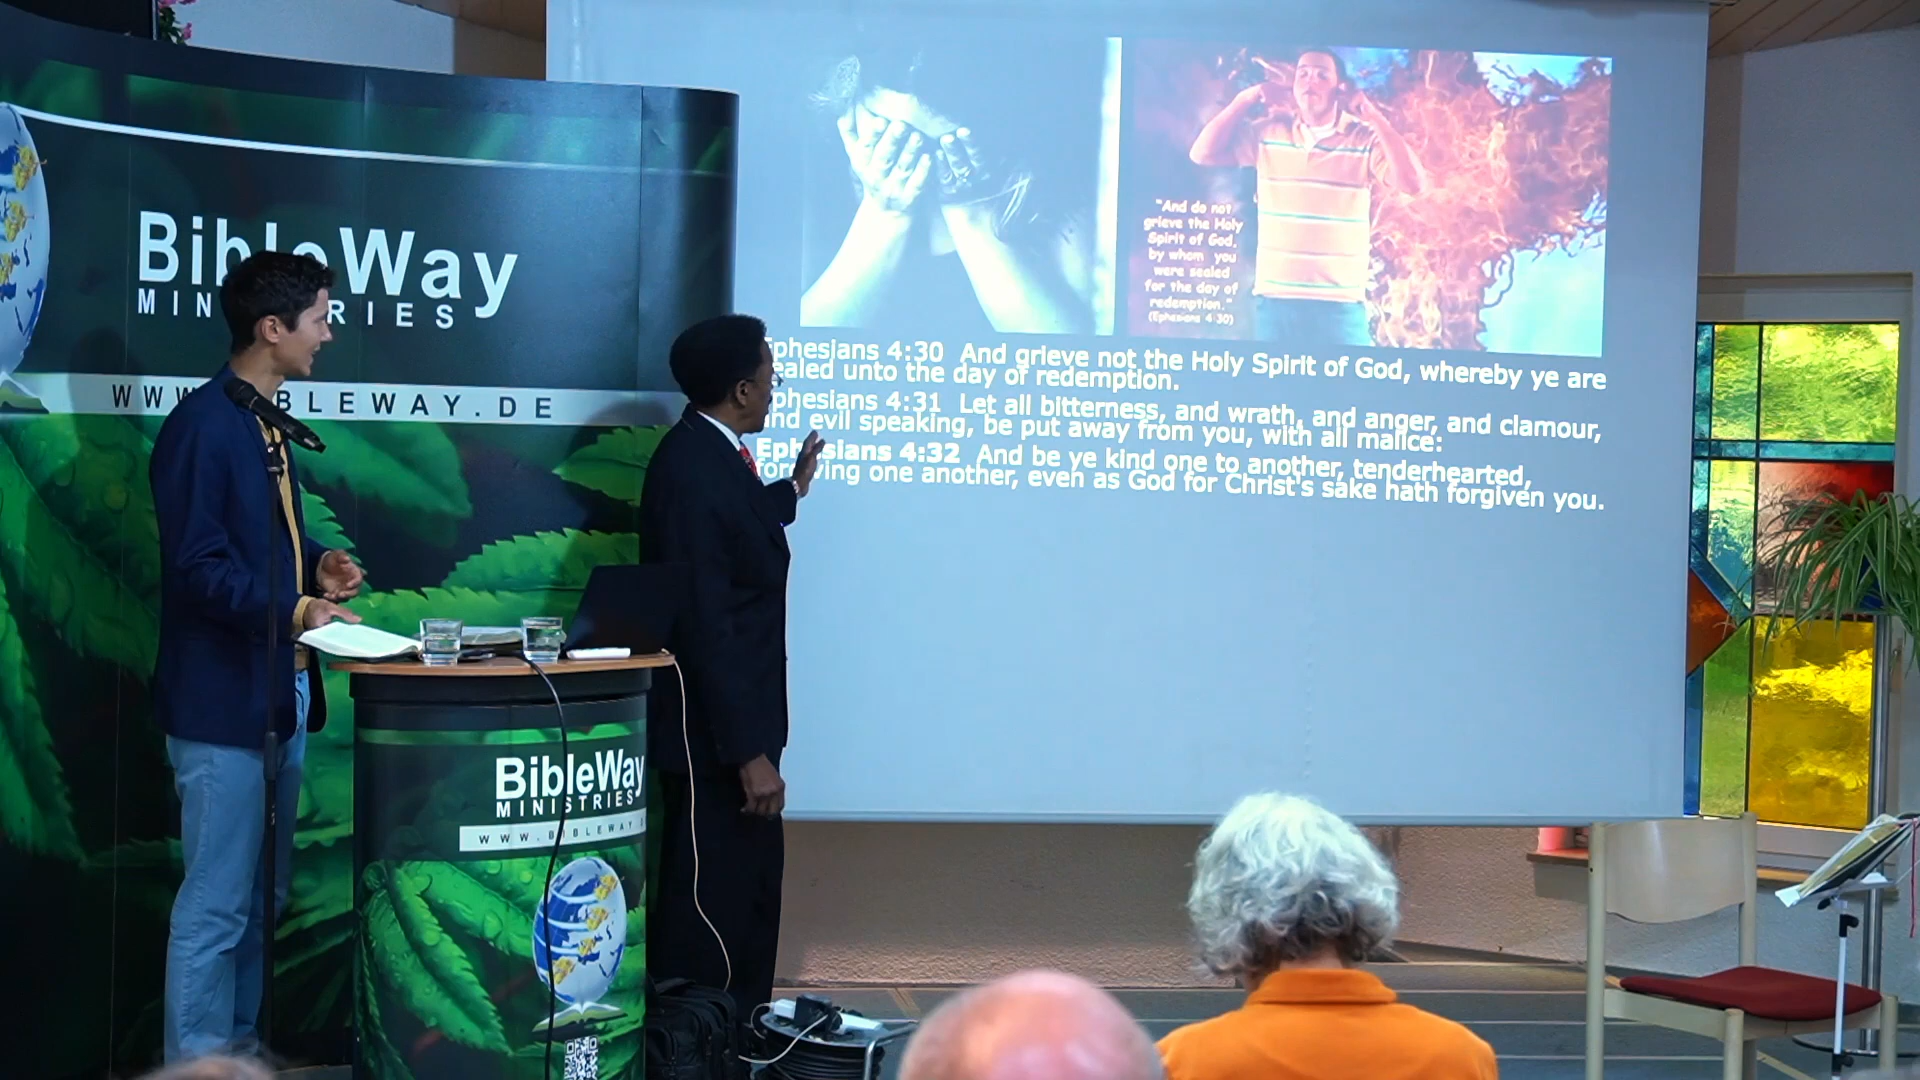 BibleWay
MINISTRIES
WWW.BIBLEWAY.DE
"And do not
grieve the Holy
Spirit of God,
by whom you
were sealed
for the day of
redemption."
(Ephesians 4:30)
Ephesians 4:30 And grieve not the Holy Spirit of God, whereby ye are
sealed unto the day of redemption.
Ephesians 4:31 Let all bitterness, and wrath, and anger, and clamour,
and evil speaking, be put away from you, with all malice:
Ephesians 4:32 And be ye kind one to another, tenderhearted,
forgiving one another, even as God for Christ's sake hath forgiven you.
BibleWay
MINISTRIES
WWW.BIBLEWAY